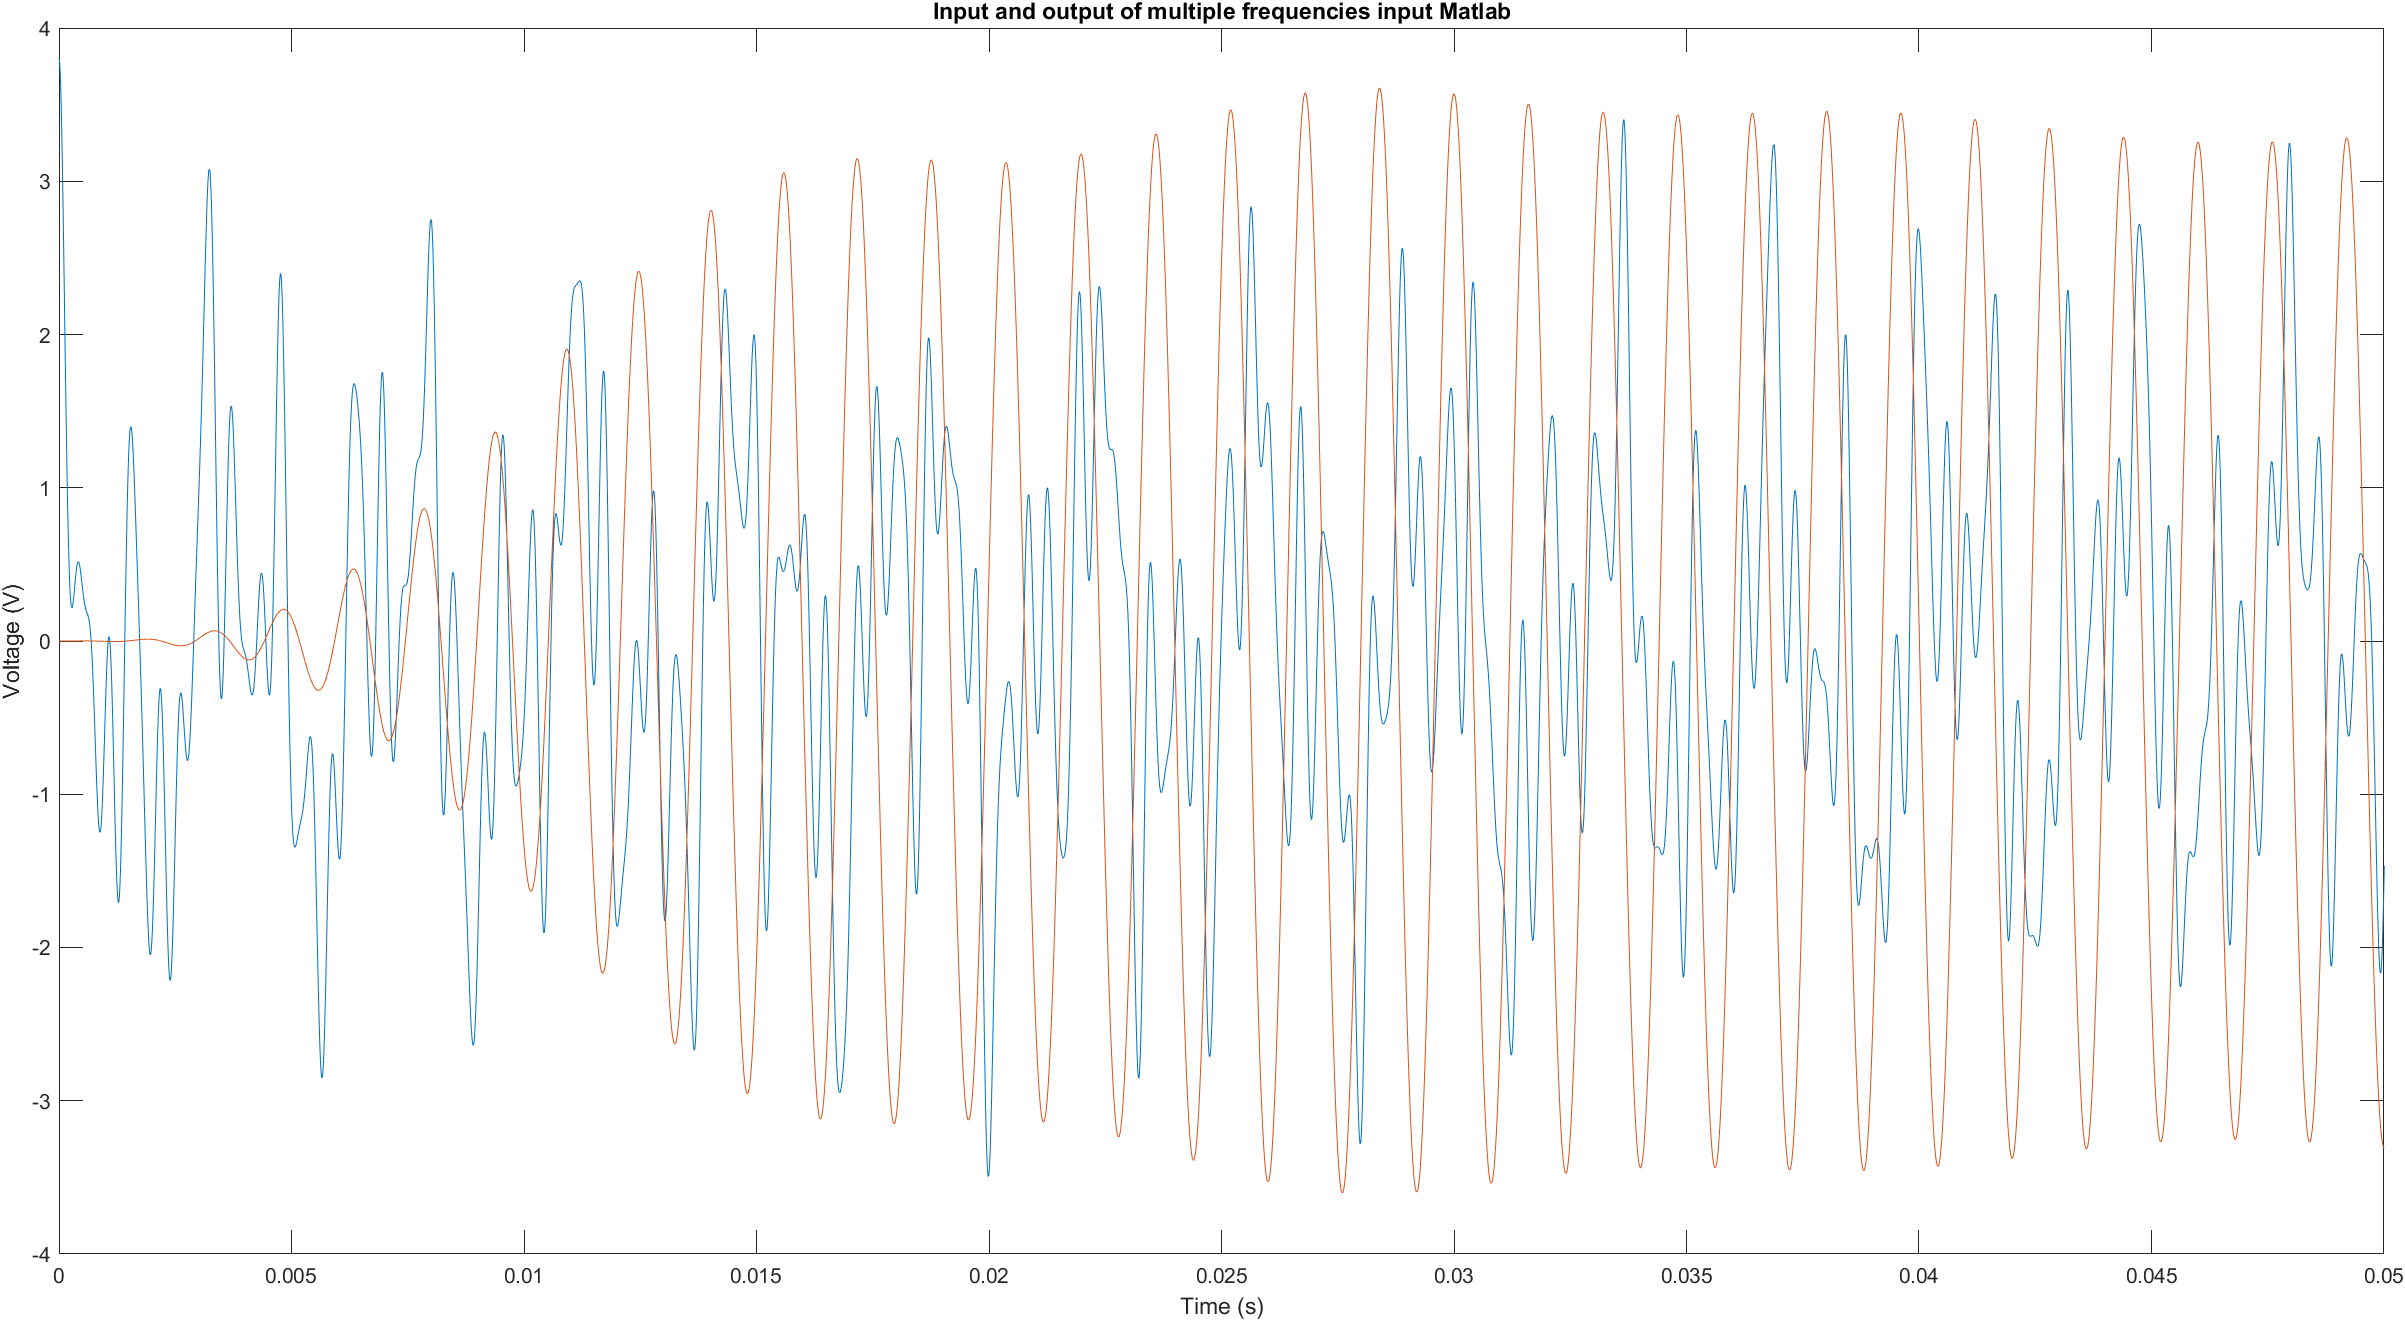 Input and output of multiple frequencies input Matlab
4
3
2
1
0
-1
-2
-3
-4
Voltage (V)
0 0.005 0.01 0.015 0.02 0.025 0.03 0.035 0.04 0.045 0.05
Time (s)